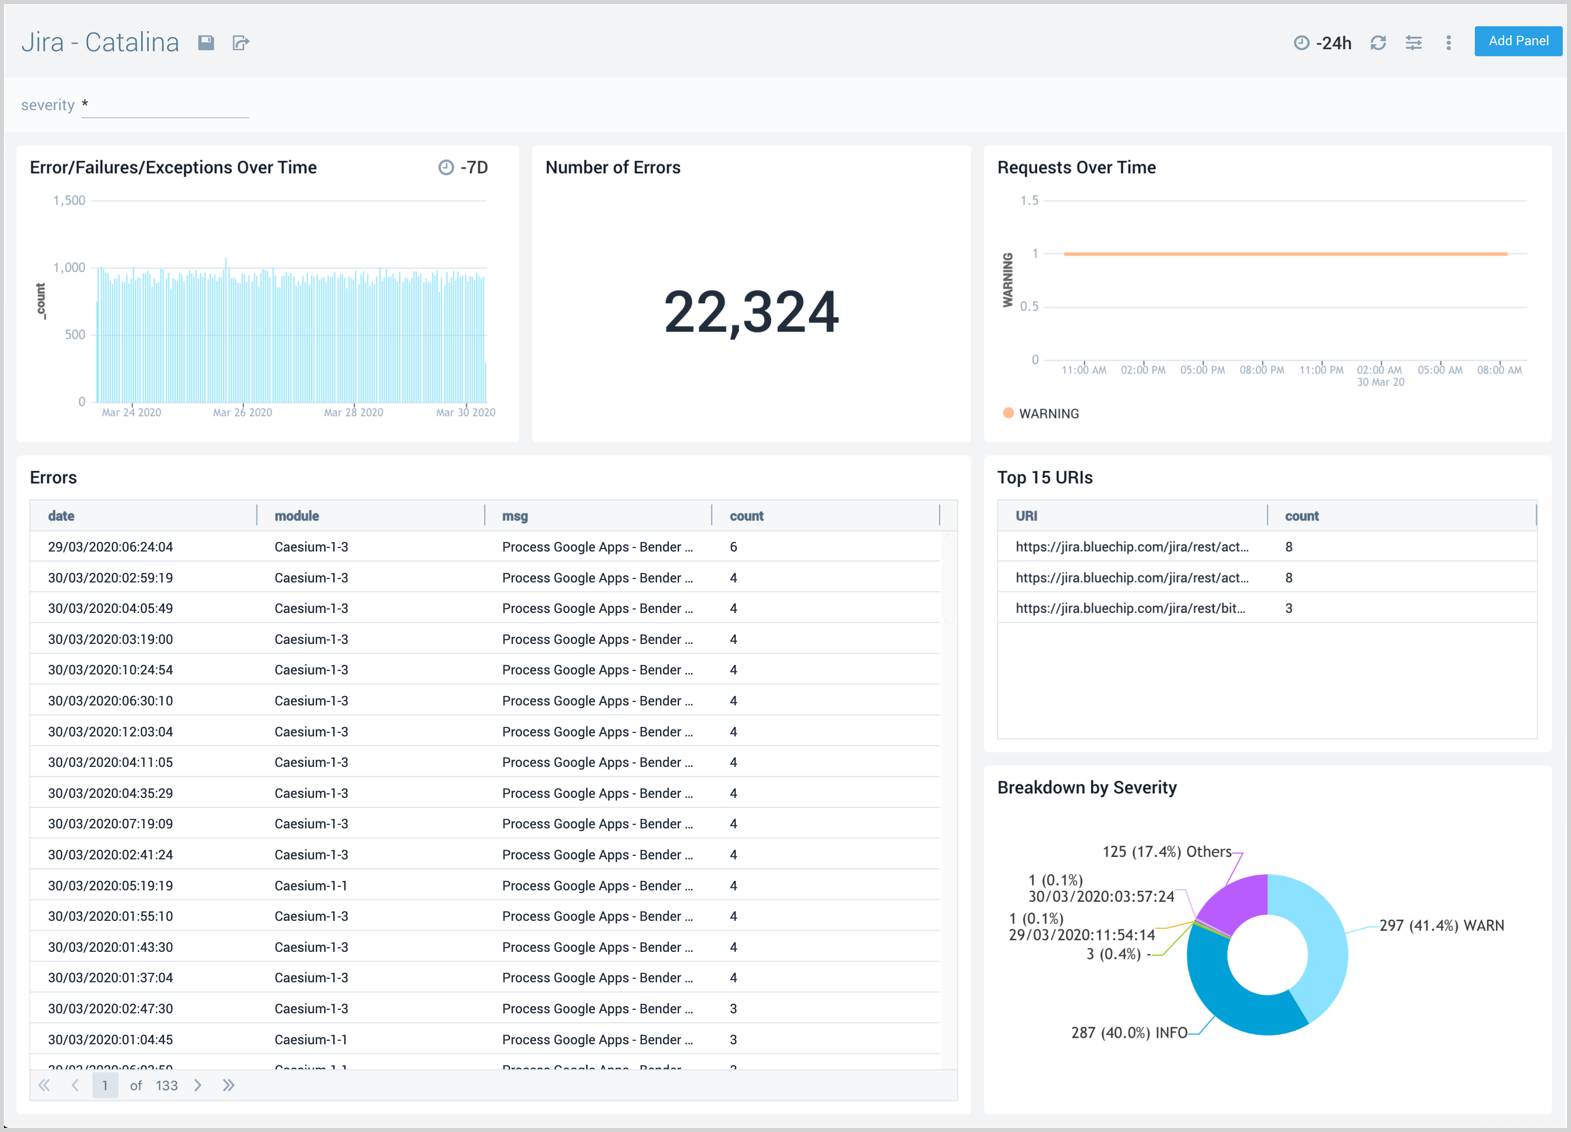 Jira - Catalina
-24h
Add Panel
severity *
Error/Failures/Exceptions Over Time
-7D
1,500
1,000
500
0
_count
Mar 24 2020 Mar 26 2020 Mar 28 2020 Mar 30 2020
Number of Errors
22,324
Requests Over Time
1.5
1
0.5
0
WARNING
11:00 AM 02:00 PM 05:00 PM 08:00 PM 11:00 PM 02:00 AM 05:00 AM 08:00 AM
30 Mar 20
WARNING
Errors
date module msg count
29/03/2020:06:24:04 Caesium-1-3 Process Google Apps - Bender ... 6
30/03/2020:02:59:19 Caesium-1-3 Process Google Apps - Bender ... 4
30/03/2020:04:05:49 Caesium-1-3 Process Google Apps - Bender ... 4
30/03/2020:03:19:00 Caesium-1-3 Process Google Apps - Bender ... 4
30/03/2020:10:24:54 Caesium-1-3 Process Google Apps - Bender ... 4
30/03/2020:06:30:10 Caesium-1-3 Process Google Apps - Bender ... 4
30/03/2020:12:03:04 Caesium-1-3 Process Google Apps - Bender ... 4
30/03/2020:04:11:05 Caesium-1-3 Process Google Apps - Bender ... 4
30/03/2020:04:35:29 Caesium-1-3 Process Google Apps - Bender ... 4
30/03/2020:07:19:09 Caesium-1-3 Process Google Apps - Bender ... 4
30/03/2020:02:41:24 Caesium-1-3 Process Google Apps - Bender ... 4
30/03/2020:05:19:19 Caesium-1-1 Process Google Apps - Bender ... 4
30/03/2020:01:55:10 Caesium-1-3 Process Google Apps - Bender ... 4
30/03/2020:01:43:30 Caesium-1-3 Process Google Apps - Bender ... 4
30/03/2020:01:37:04 Caesium-1-3 Process Google Apps - Bender ... 4
30/03/2020:02:47:30 Caesium-1-3 Process Google Apps - Bender ... 3
30/03/2020:01:04:45 Caesium-1-1 Process Google Apps - Bender ... 3
1 of 133
Top 15 URIs
URI count
https://jira.bluechip.com/jira/rest/act... 8
https://jira.bluechip.com/jira/rest/act... 8
https://jira.bluechip.com/jira/rest/bit... 3
Breakdown by Severity
125 (17.4%) Others
1 (0.1%)
30/03/2020:03:57:24
1 (0.1%)
29/03/2020:11:54:14
3 (0.4%) -
297 (41.4%) WARN
287 (40.0%) INFO